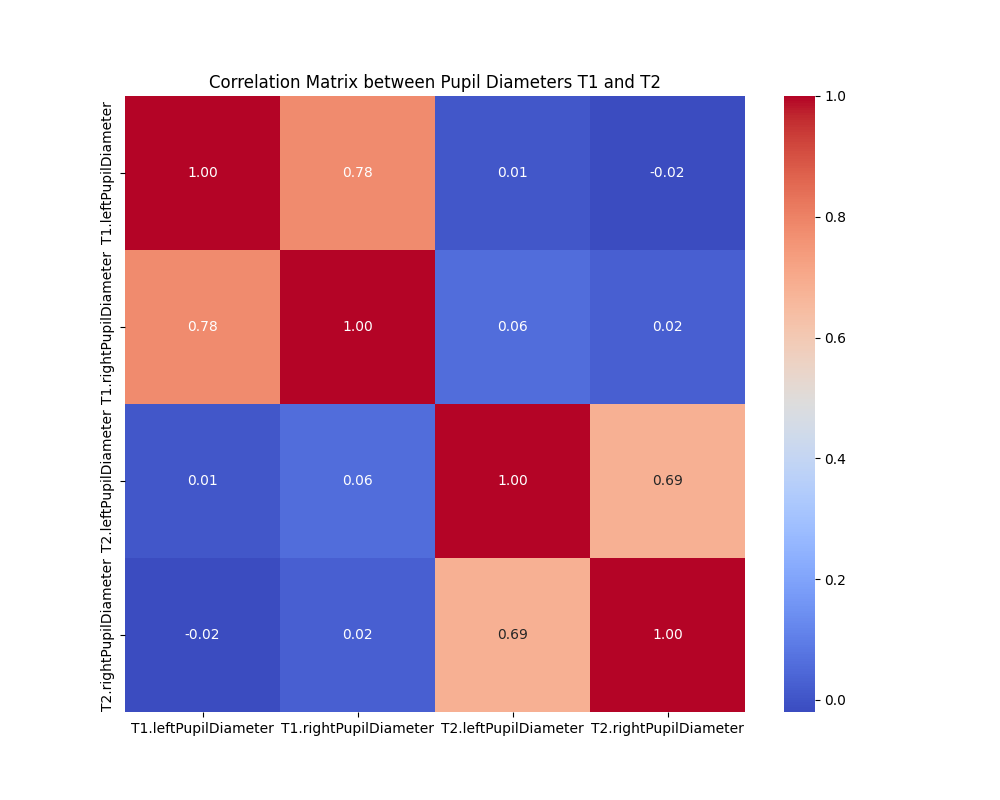 Correlation Matrix between Pupil Diameters T1 and T2
T1.leftPupilDiameter
1.00 0.78 0.01 -0.02
T1.rightPupilDiameter
0.78 1.00 0.06 0.02
T2.leftPupilDiameter
0.01 0.06 1.00 0.69
T2.rightPupilDiameter
-0.02 0.02 0.69 1.00
T1.leftPupilDiameter T1.rightPupilDiameter T2.leftPupilDiameter T2.rightPupilDiameter
1.0
0.8
0.6
0.4
0.2
0.0